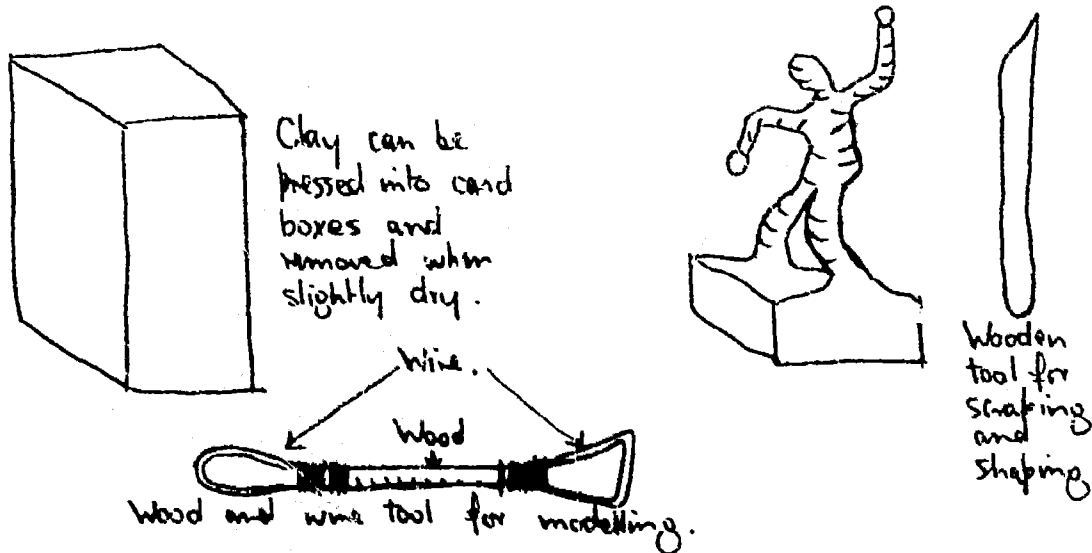 Clay can be
pressed into card
boxes and
removed when
slightly dry.
Wire.
Wood
Wood and wire tool for modelling.
Wooden
tool for
scraping
and
shaping